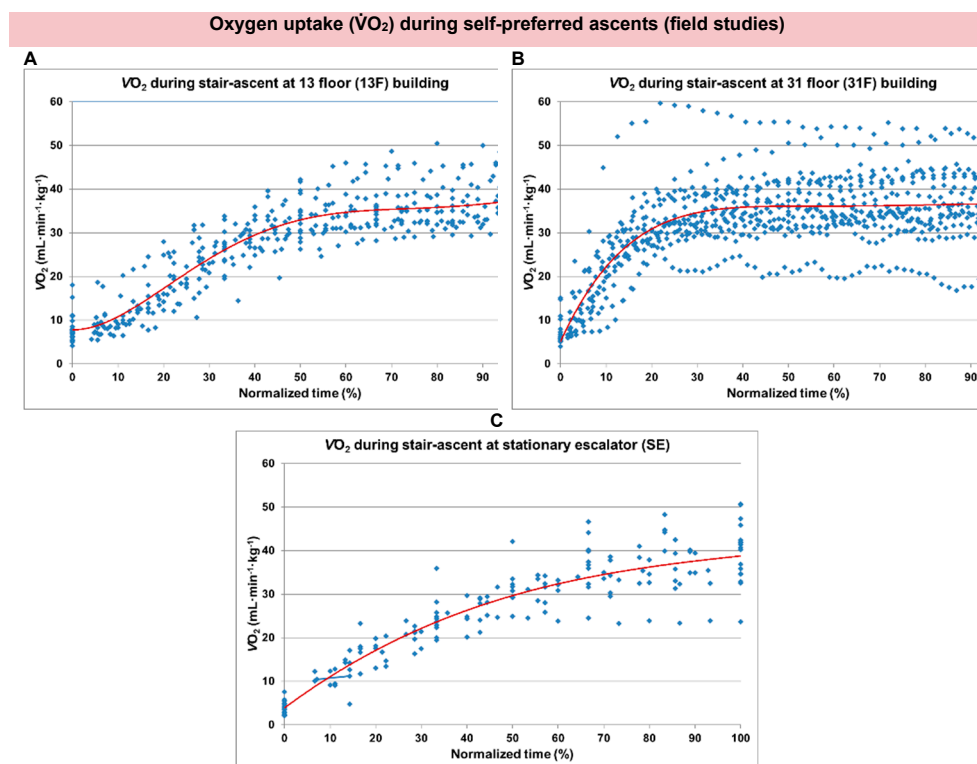 Oxygen uptake (V̇O₂) during self-preferred ascents (field studies)
A
B
VO₂ during stair-ascent at 13 floor (13F) building
60
50
40
30
20
10
0
VO₂ (mL·min⁻¹·kg⁻¹)
0 10 20 30 40 50 60 70 80 90
Normalized time (%)
VO₂ during stair-ascent at 31 floor (31F) building
60
50
40
30
20
10
0
VO₂ (mL·min⁻¹·kg⁻¹)
0 10 20 30 40 50 60 70 80 90
Normalized time (%)
C
VO₂ during stair-ascent at stationary escalator (SE)
60
50
40
30
20
10
0
VO₂ (mL·min⁻¹·kg⁻¹)
0 10 20 30 40 50 60 70 80 90 100
Normalized time (%)